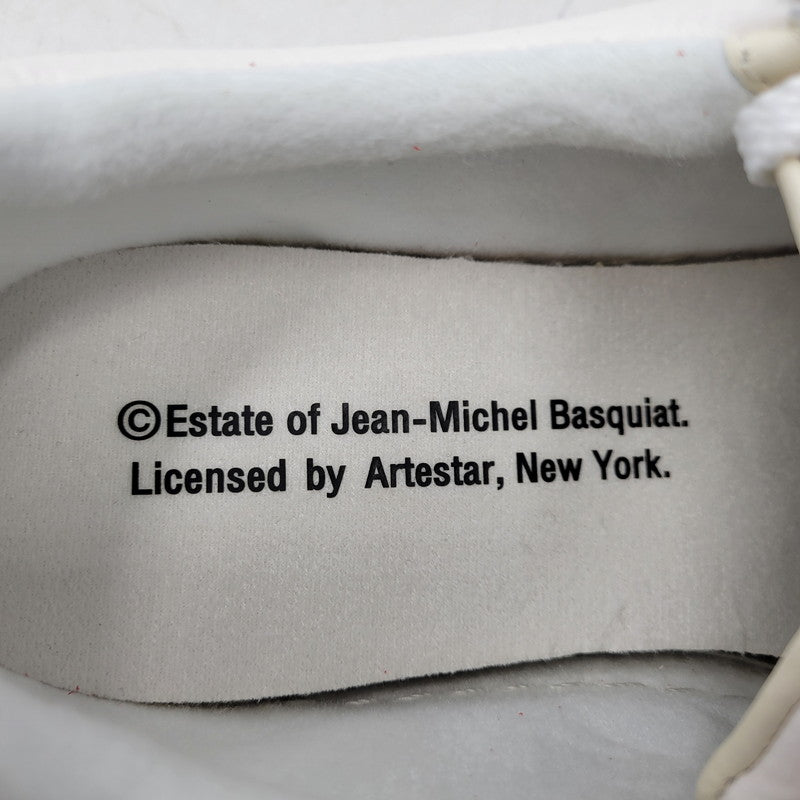 ©Estate of Jean-Michel Basquiat.
Licensed by Artestar, New York.